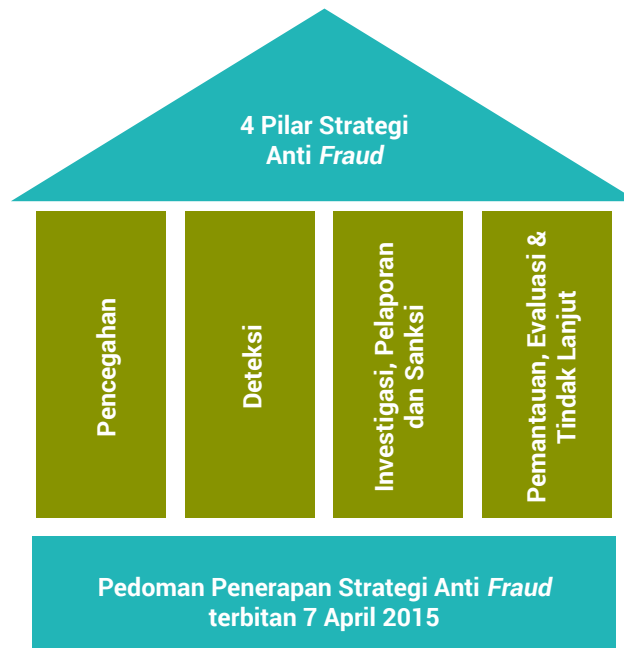 4 Pilar Strategi
Anti Fraud
Pencegahan
Deteksi
Investigasi, Pelaporan
dan Sanksi
Pemantauan, Evaluasi &
Tindak Lanjut
Pedoman Penerapan Strategi Anti Fraud
terbitan 7 April 2015